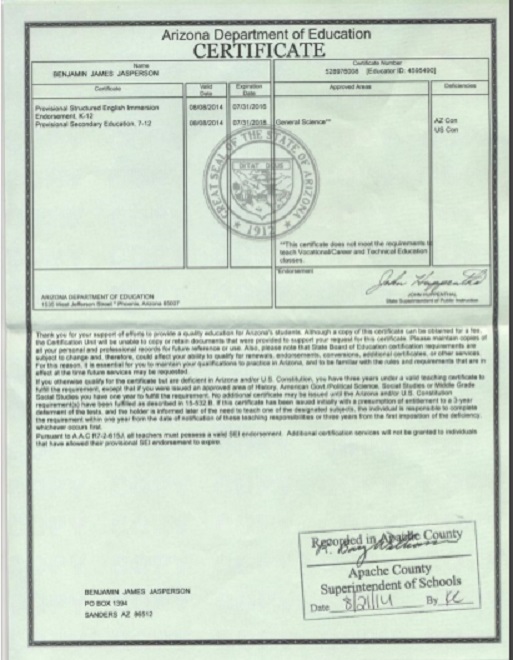 Arizona Department of Education
CERTIFICATE
Name
BENJAMIN JAMES JASPERSON
Certificate Number
[Educator ID:
Certificate
Valid Date
Expiration Date
Approved Areas
Deficiencies
Provisional Structured English Immersion Endorsement, K-12
08/08/2014
Provisional Secondary Education, 7-12
08/08/2014
General Science**
AZ Con
US Con
GREAT SEAL OF THE STATE OF ARIZONA
1912
**This certificate does not meet the requirements to
teach Vocational/Career and Technical Education
classes.
Endorsement
ARIZONA DEPARTMENT OF EDUCATION
1535 West Jefferson Street * Phoenix, Arizona 85007
State Superintendent of Public Instruction
Thank you for your support of efforts to provide a quality education for Arizona's students. Although a copy of this certificate can be obtained for a fee,
the Certification Unit will be unable to copy or retain documents that were provided to support your request for this certificate. Please maintain copies of
all your personal and professional records for future reference or use. Also, please note that State Board of Education certification requirements are
subject to change and, therefore, could affect your ability to qualify for renewals, endorsements, conversions, additional certificates, or other services.
For this reason, it is essential for you to maintain your qualifications to practice in Arizona, and to be familiar with the rules and requirements that are in
effect at the time future services may be requested.
If you otherwise qualify for the certificate but are deficient in Arizona and/or U.S. Constitution, you have three years under a valid teaching certificate to
fulfill the requirement, except that if you were issued an approved area of History, American Govt./Political Science, Social Studies or Middle Grade
Social Studies you have one year to fulfill the requirement. No additional certificate may be issued until the Arizona and/or U.S. Constitution
requirement(s) have been fulfilled as described in 15-532 B. If this certificate has been issued initially with a presumption of entitlement to a 3-year
deferment of the tests, and the holder is informed later of the need to teach one of the designated subjects, the individual is responsible to complete
the requirement within one year from the date of notification of these teaching responsibilities or three years from the first imposition of the deficiency,
whichever occurs first.
Pursuant to A.A.C R7-2-615J, all teachers must possess a valid SEI endorsement. Additional certification services will not be granted to individuals
that have allowed their provisional SEI endorsement to expire.
Recorded in Apache County
Apache County
Superintendent of Schools
Date 8/21/14 By
BENJAMIN JAMES JASPERSON
PO BOX 1394
SANDERS AZ 86512